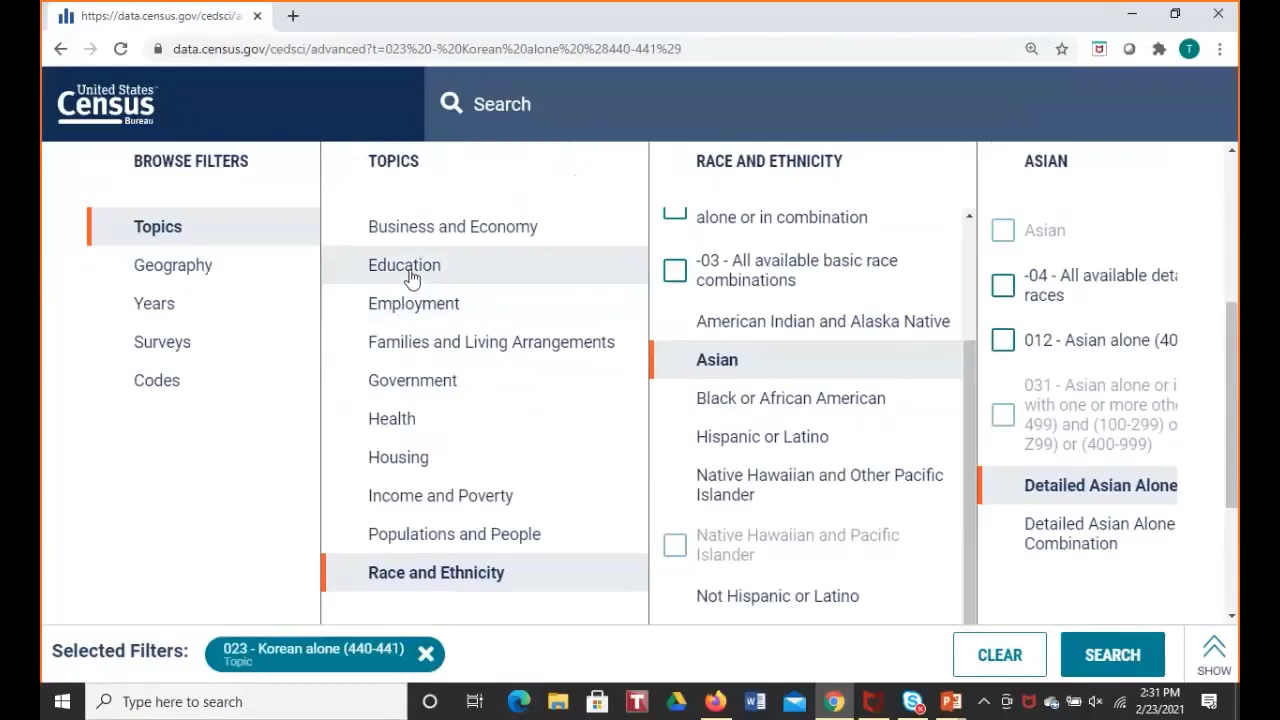 https://data.census.gov/cedsci/a
data.census.gov/cedsci/advanced?t=023%20-%20Korean%20alone%20%28440-441%29
T
United States
Census
Bureau
Search
BROWSE FILTERS
Topics
Geography
Years
Surveys
Codes
TOPICS
Business and Economy
Education
Employment
Families and Living Arrangements
Government
Health
Housing
Income and Poverty
Populations and People
Race and Ethnicity
RACE AND ETHNICITY
alone or in combination
-03 - All available basic race
combinations
American Indian and Alaska Native
Asian
Black or African American
Hispanic or Latino
Native Hawaiian and Other Pacific
Islander
Native Hawaiian and Pacific
Islander
Not Hispanic or Latino
ASIAN
Asian
-04 - All available deta
races
012 - Asian alone (40
031 - Asian alone or i
with one or more oth
499) and (100-299) o
Z99) or (400-999)
Detailed Asian Alone
Detailed Asian Alone
Combination
Selected Filters:
023 - Korean alone (440-441)
Topic
CLEAR
SEARCH
SHOW
Type here to search
2:31 PM
2/23/2021